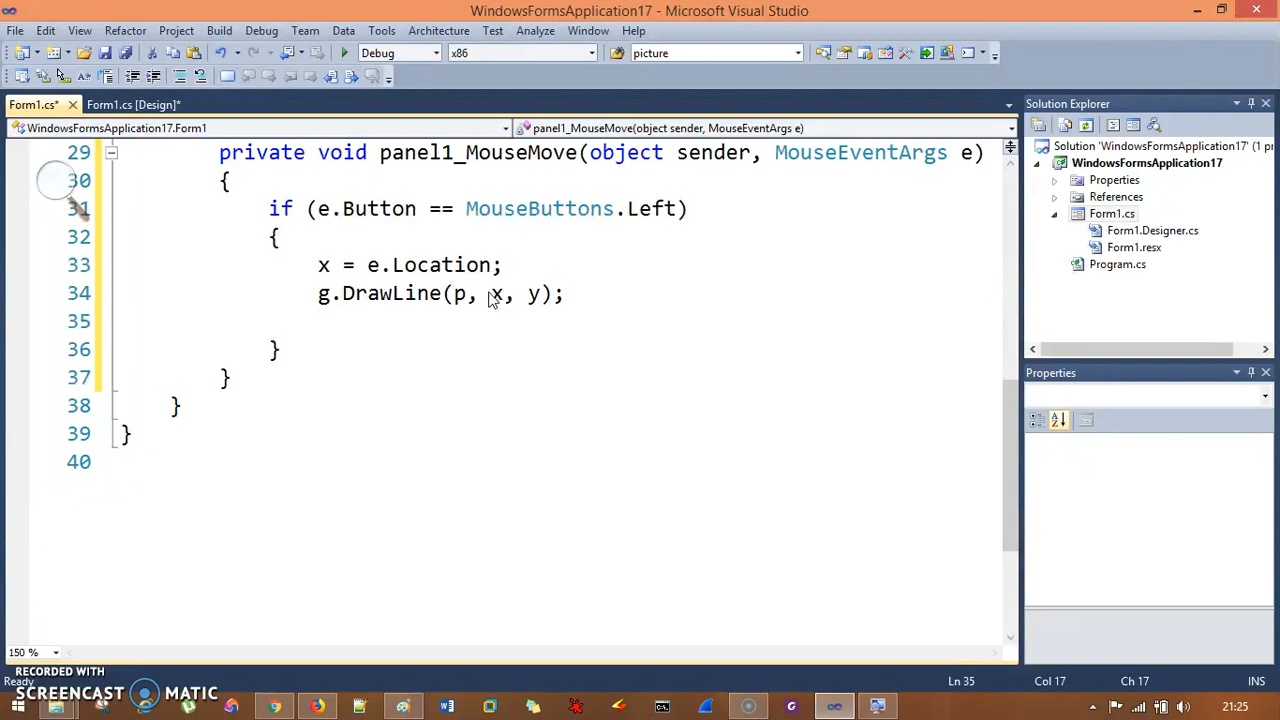 WindowsFormsApplication17 - Microsoft Visual Studio
File Edit View Refactor Project Build Debug Team Data Tools Architecture Test Analyze Window Help
Debug x86 picture
Form1.cs* Form1.cs [Design]*
WindowsFormsApplication17.Form1 panel1_MouseMove(object sender, MouseEventArgs e)
29 private void panel1_MouseMove(object sender, MouseEventArgs e)
30 {
31 if (e.Button == MouseButtons.Left)
32 {
33 x = e.Location;
34 g.DrawLine(p, x, y);
35
36 }
37 }
38 }
39 }
40
150 %
Solution Explorer
Solution 'WindowsFormsApplication17' (1 pr
WindowsFormsApplication17
Properties
References
Form1.cs
Form1.Designer.cs
Form1.resx
Program.cs
Properties
RECORDED WITH
SCREENCAST MATIC
Ready Ln 35 Col 17 Ch 17 INS
21:25